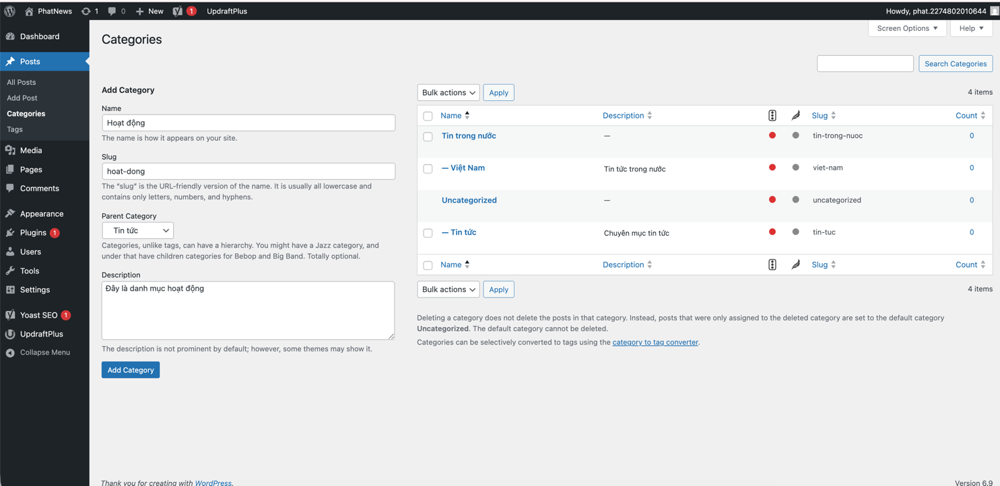 PhatNews 1 0 New 1 UpdraftPlus Howdy, phat.2274802010644
Dashboard
Posts
All Posts
Add Post
Categories
Tags
Media
Pages
Comments
Appearance
Plugins 1
Users
Tools
Settings
Yoast SEO 1
UpdraftPlus
Collapse Menu
Screen Options Help
Categories
Search Categories
Add Category
Name
Hoạt động
The name is how it appears on your site.
Slug
hoat-dong
The “slug” is the URL-friendly version of the name. It is usually all lowercase and
contains only letters, numbers, and hyphens.
Parent Category
Tin tức
Categories, unlike tags, can have a hierarchy. You might have a Jazz category, and
under that have children categories for Bebop and Big Band. Totally optional.
Description
Đây là danh mục hoạt động
The description is not prominent by default; however, some themes may show it.
Add Category
Bulk actions Apply 4 items
Name Description Slug Count
Tin trong nước — tin-trong-nuoc 0
— Việt Nam Tin tức trong nước viet-nam 0
Uncategorized — uncategorized 0
— Tin tức Chuyên mục tin tức tin-tuc 0
Name Description Slug Count
Bulk actions Apply 4 items
Deleting a category does not delete the posts in that category. Instead, posts that were only assigned to the deleted category are set to the default category
Uncategorized. The default category cannot be deleted.
Categories can be selectively converted to tags using the category to tag converter.
Thank you for creating with WordPress. Version 6.9